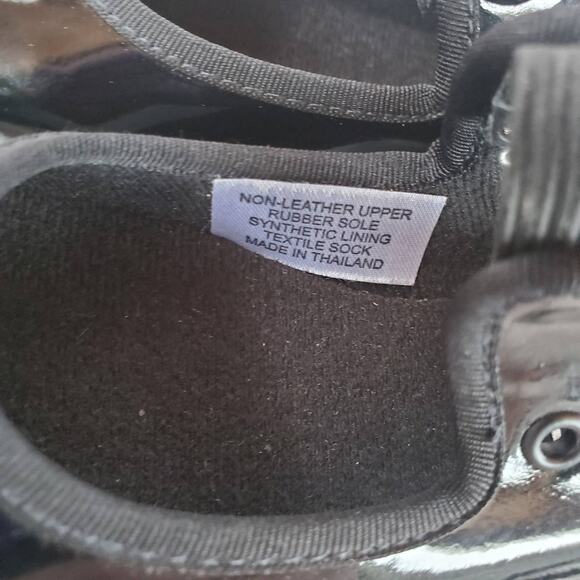 NON-LEATHER UPPER
RUBBER SOLE
SYNTHETIC LINING
TEXTILE SOCK
MADE IN THAILAND